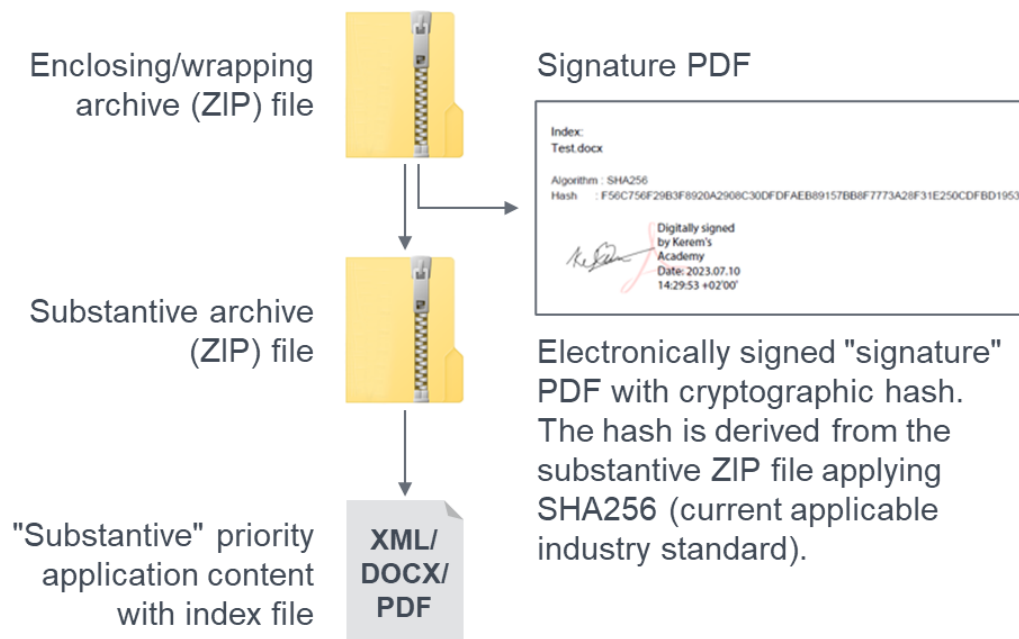 Enclosing/wrapping
archive (ZIP) file
Signature PDF
Index:
Test.docx
Algorithm : SHA256
Hash : F56C756F29B3F8920A2908C30DFDFAEB89157BB8F7773A28F31E250CDFBD1953
Digitally signed
by Kerem's
Academy
Date: 2023.07.10
14:29:53 +02'00'
Substantive archive
(ZIP) file
Electronically signed "signature"
PDF with cryptographic hash.
The hash is derived from the
substantive ZIP file applying
SHA256 (current applicable
industry standard).
"Substantive" priority
application content
with index file
XML/
DOCX/
PDF